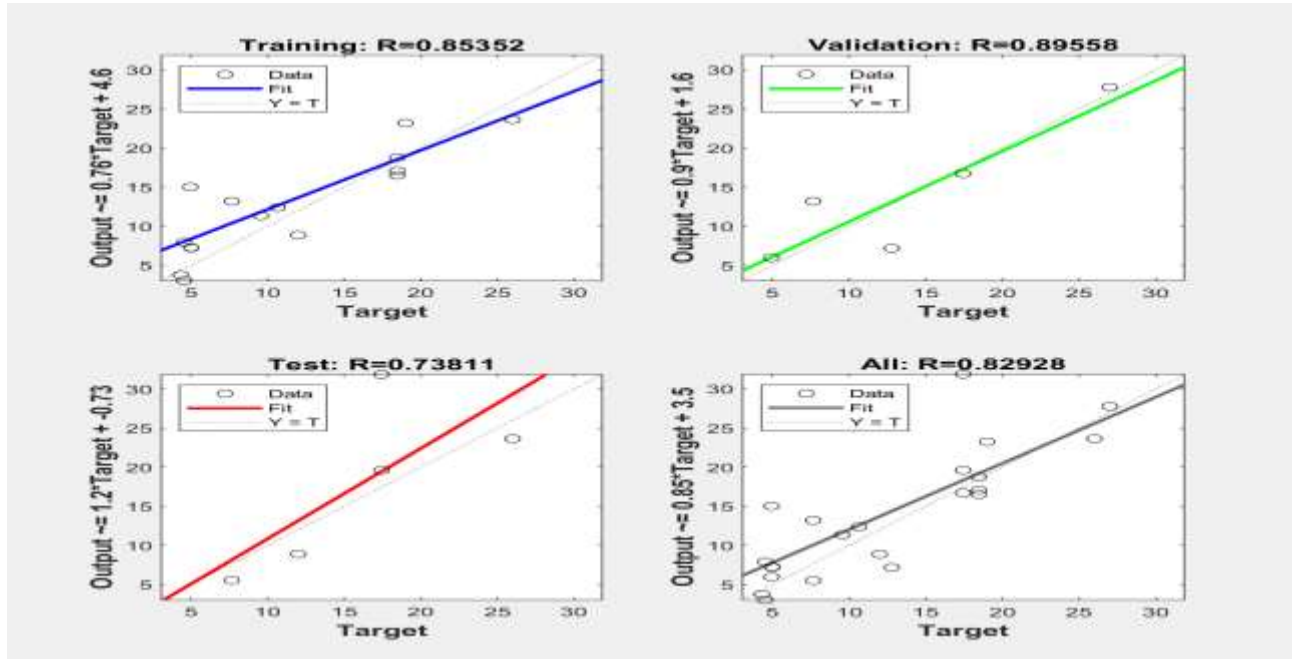 Training: R=0.85352
Output ~= 0.76*Target + 4.6
Data
Fit
Y = T
30
25
20
15
10
5
5 10 15 20 25 30
Target
Validation: R=0.89558
Output ~= 0.9*Target + 1.6
Data
Fit
Y = T
30
25
20
15
10
5
5 10 15 20 25 30
Target
Test: R=0.73811
Output ~= 1.2*Target + -0.73
Data
Fit
Y = T
30
25
20
15
10
5
5 10 15 20 25 30
Target
All: R=0.82928
Output ~= 0.85*Target + 3.5
Data
Fit
Y = T
30
25
20
15
10
5
5 10 15 20 25 30
Target